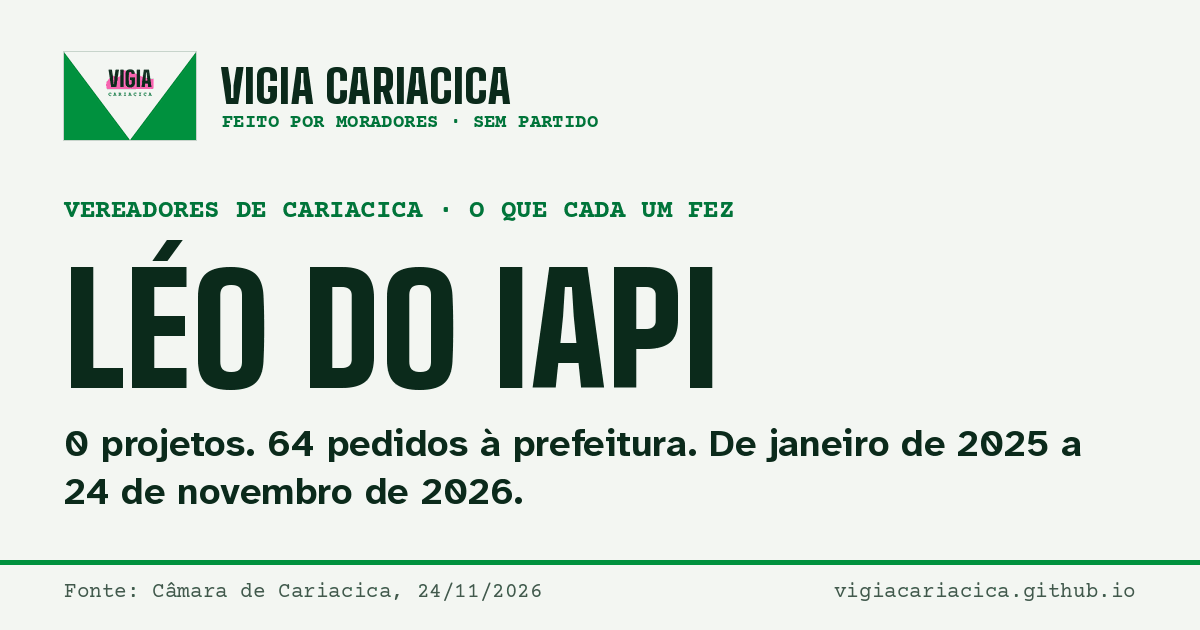 VIGIA
CARIACICA
VIGIA CARIACICA
FEITO POR MORADORES · SEM PARTIDO
VEREADORES DE CARIACICA · O QUE CADA UM FEZ
LÉO DO IAPI
0 projetos. 64 pedidos à prefeitura. De janeiro de 2025 a
24 de novembro de 2026.
Fonte: Câmara de Cariacica, 24/11/2026
vigiacariacica.github.io